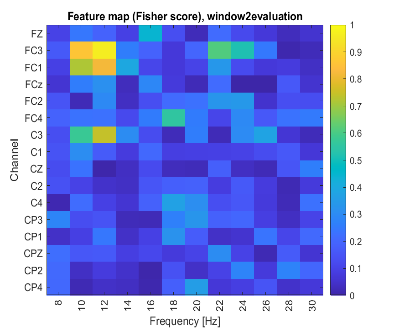 Feature map (Fisher score), window2evaluation
FZ
FC3
FC1
FCz
FC2
FC4
C3
C1
CZ
C2
C4
CP3
CP1
CPZ
CP2
CP4
Channel
8 10 12 14 16 18 20 22 24 26 28 30
Frequency [Hz]
1
0.9
0.8
0.7
0.6
0.5
0.4
0.3
0.2
0.1
0